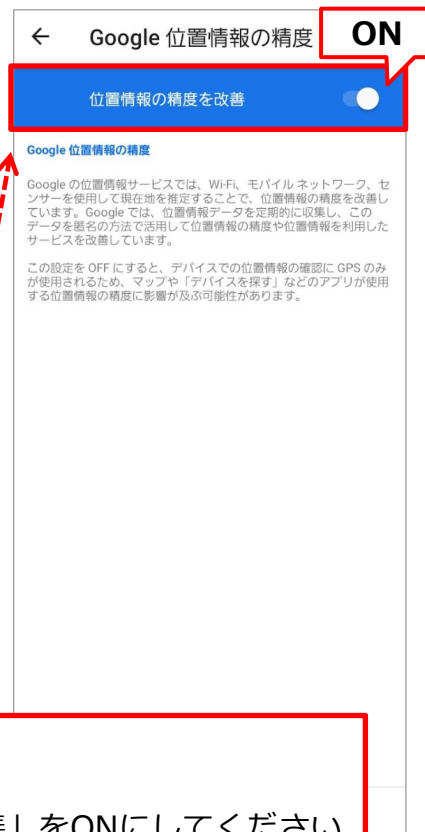 Google 位置情報の精度
ON
位置情報の精度を改善
Google 位置情報の精度
Google の位置情報サービスでは、Wi-Fi、モバイル ネットワーク、セ
ンサーを使用して現在地を推定することで、位置情報の精度を改善し
ています。Google では、位置情報データを定期的に収集し、この
データを匿名の方法で活用して位置情報の精度や位置情報を利用した
サービスを改善しています。
この設定を OFF にすると、デバイスでの位置情報の確認に GPS のみ
が使用されるため、マップや「デバイスを探す」などのアプリが使用
する位置情報の精度に影響が及ぶ可能性があります。
」をONにしてください